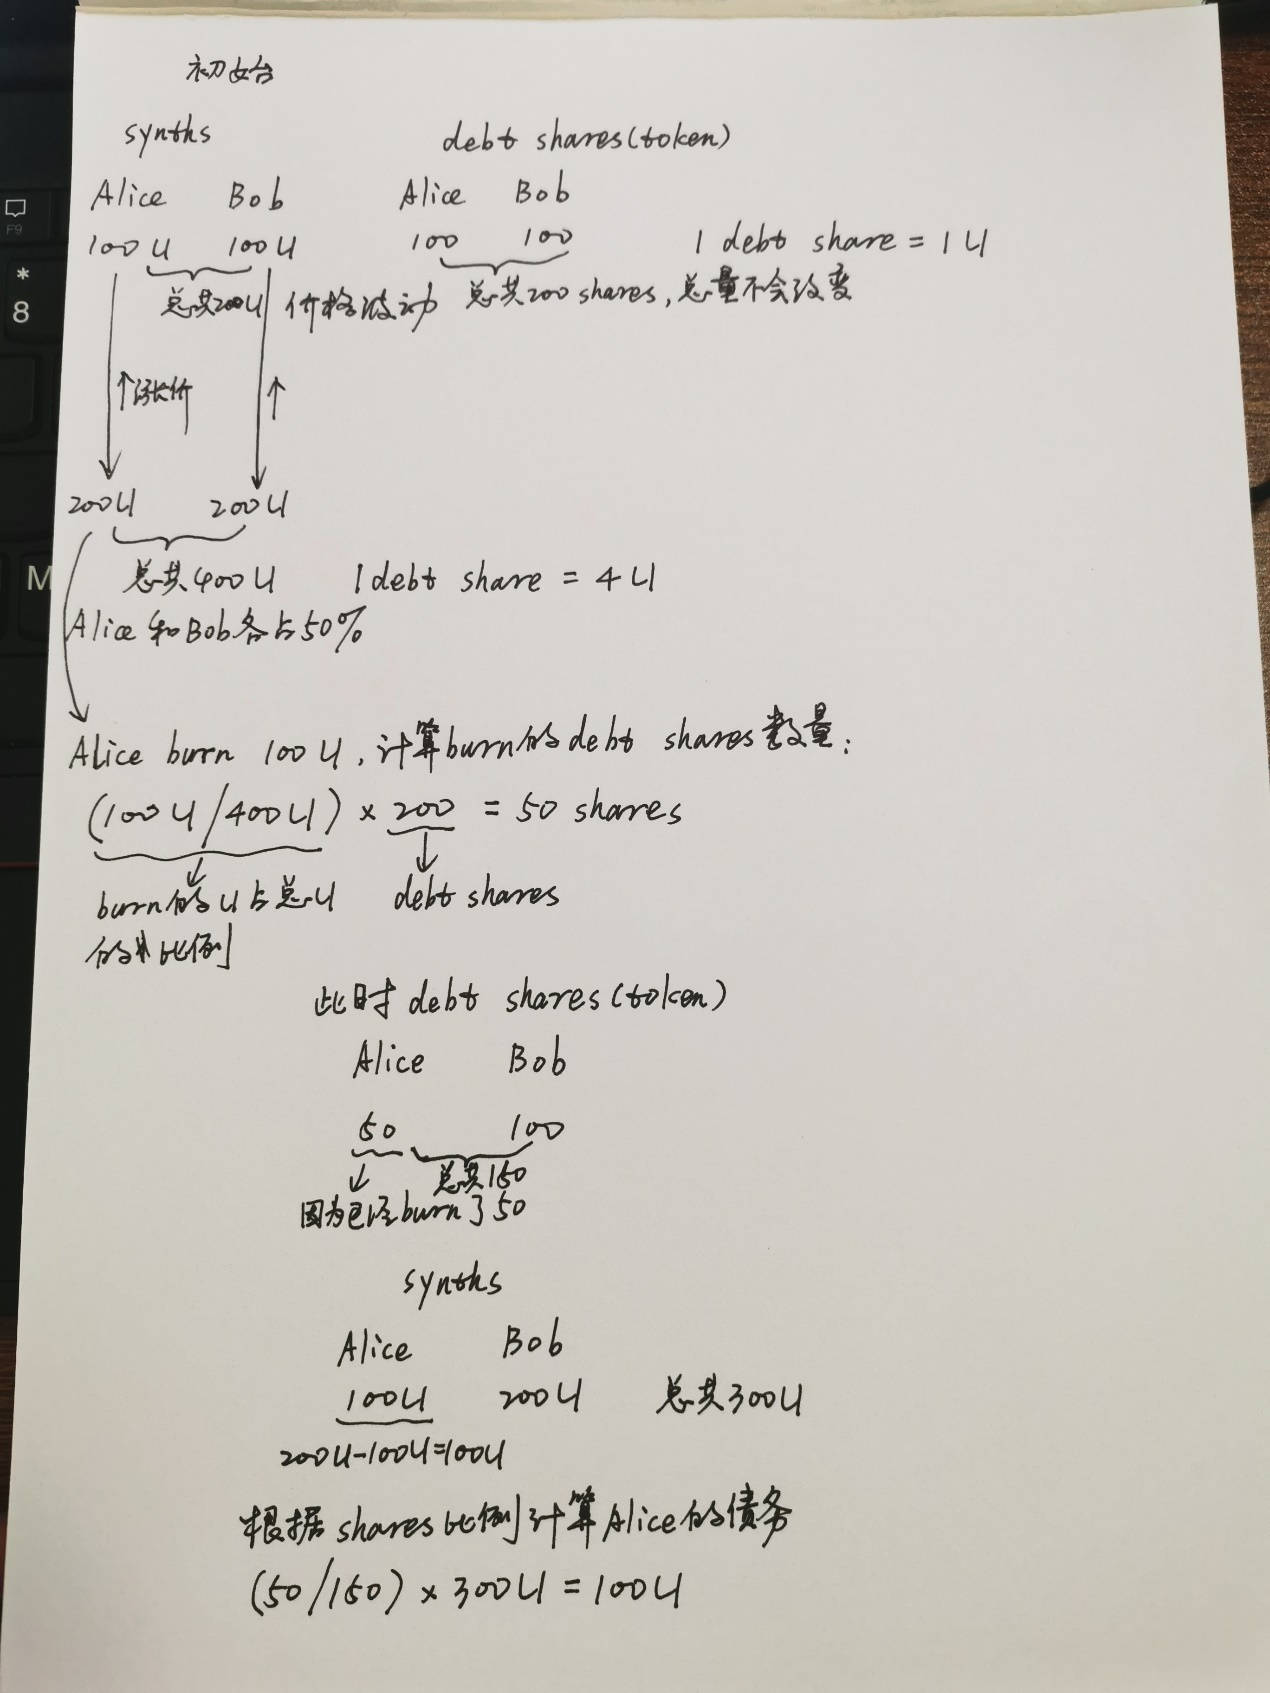 初始
synths debt shares(token)
Alice Bob Alice Bob
100U 100U 100 100 1 debt share = 1U
总共200U 价格波动 总共200 shares,总量不会改变
↑涨价 ↑
200U 200U
总共400U 1debt share = 4U
Alice和Bob各占50%
Alice burn 100U,计算burn的debt shares数量:
(100U/400U) × 200 = 50 shares
burn的U占总U debt shares
的比例
此时debt shares(token)
Alice Bob
50 100
总共150
因为已经burn了50
synths
Alice Bob
100U 200U 总共300U
200U-100U=100U
根据shares比例计算Alice的债务
(50/150) × 300U = 100U
F9
*
8
M